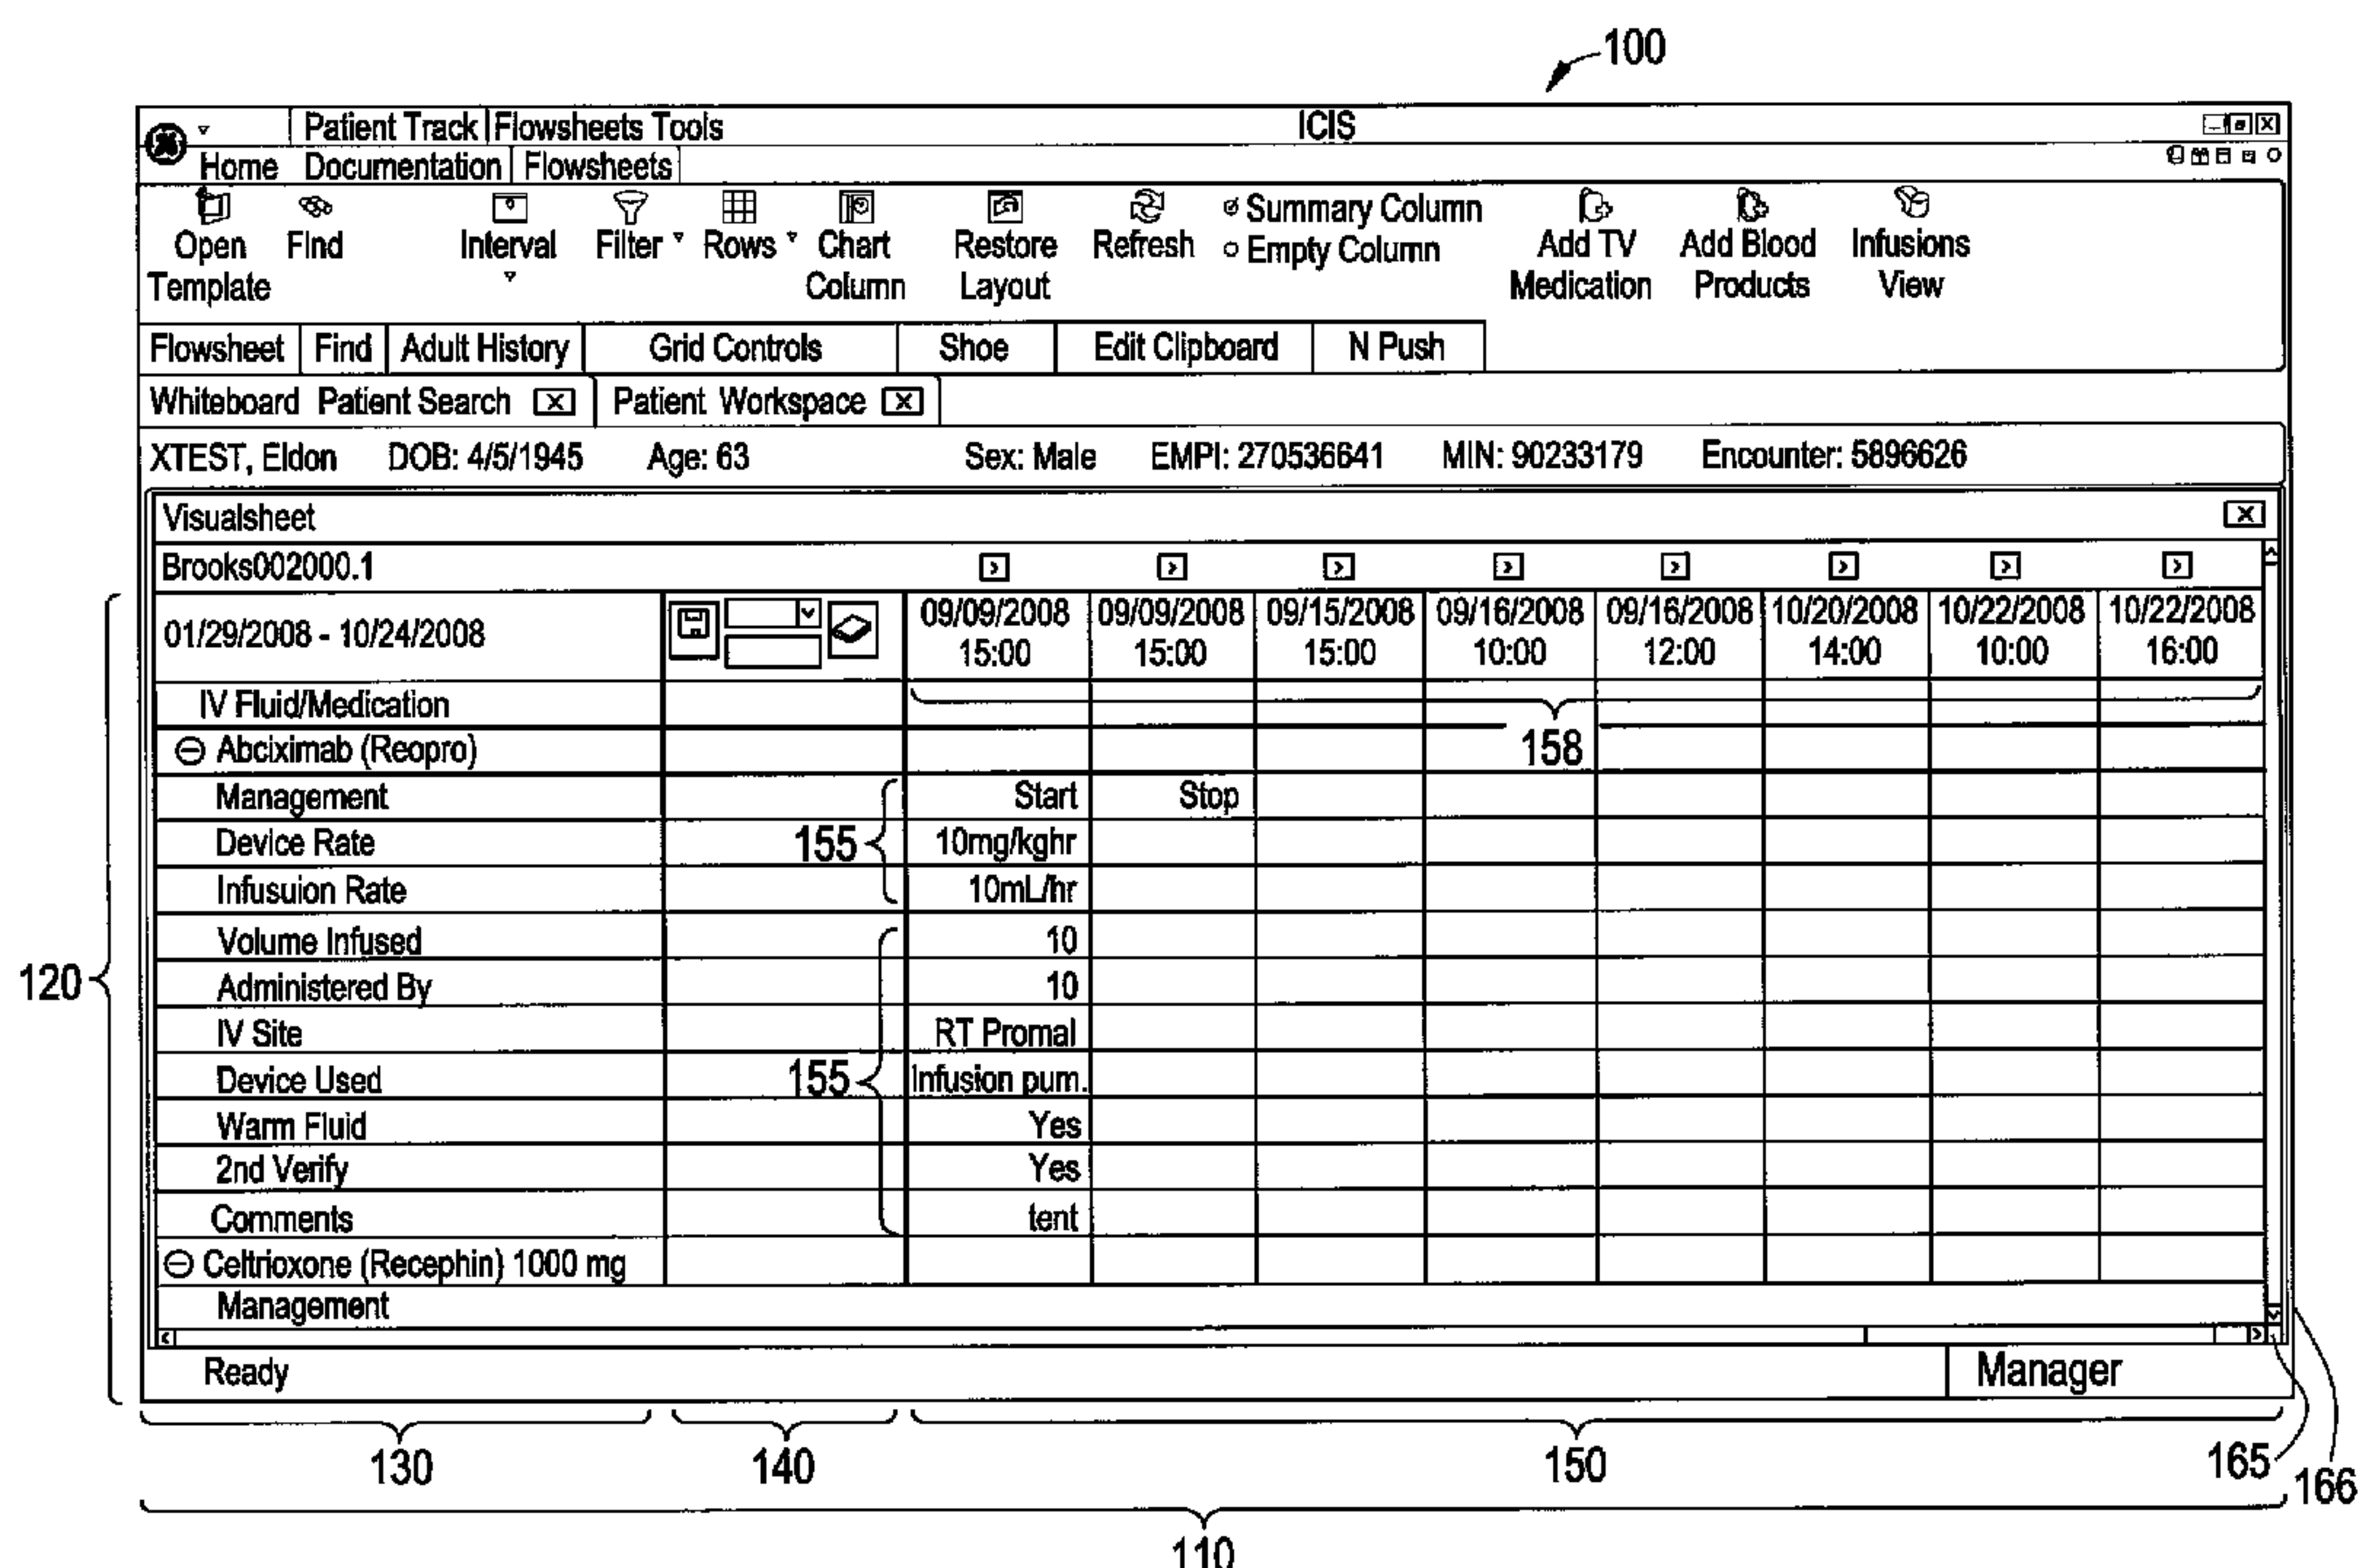 100
Patient Track Flowsheets Tools ICIS
Home Documentation Flowsheets
Open Template Find Interval Filter Rows Chart Column Restore Layout Refresh Summary Column Empty Column Add TV Medication Add Blood Products Infusions View
Flowsheet Find Adult History Grid Controls Shoe Edit Clipboard N Push
Whiteboard Patient Search X Patient Workspace X
XTEST, Eldon DOB: 4/5/1945 Age: 63 Sex: Male EMPI: 270536641 MIN: 90233179 Encounter: 5896626
Visualsheet X
Brooks002000.1
01/29/2008 - 10/24/2008 09/09/2008 15:00 09/09/2008 15:00 09/15/2008 15:00 09/16/2008 10:00 09/16/2008 12:00 10/20/2008 14:00 10/22/2008 10:00 10/22/2008 16:00
IV Fluid/Medication
Abciximab (Reopro) 158
Management Start Stop
Device Rate 155 10mg/kghr
Infusuion Rate 10mL/hr
Volume Infused 10
120 Administered By 10
IV Site RT Promal
Device Used 155 Infusion pum.
Warm Fluid Yes
2nd Verify Yes
Comments tent
Celtrioxone (Recephin) 1000 mg
Management
Ready Manager
130 140 150 165 166
110